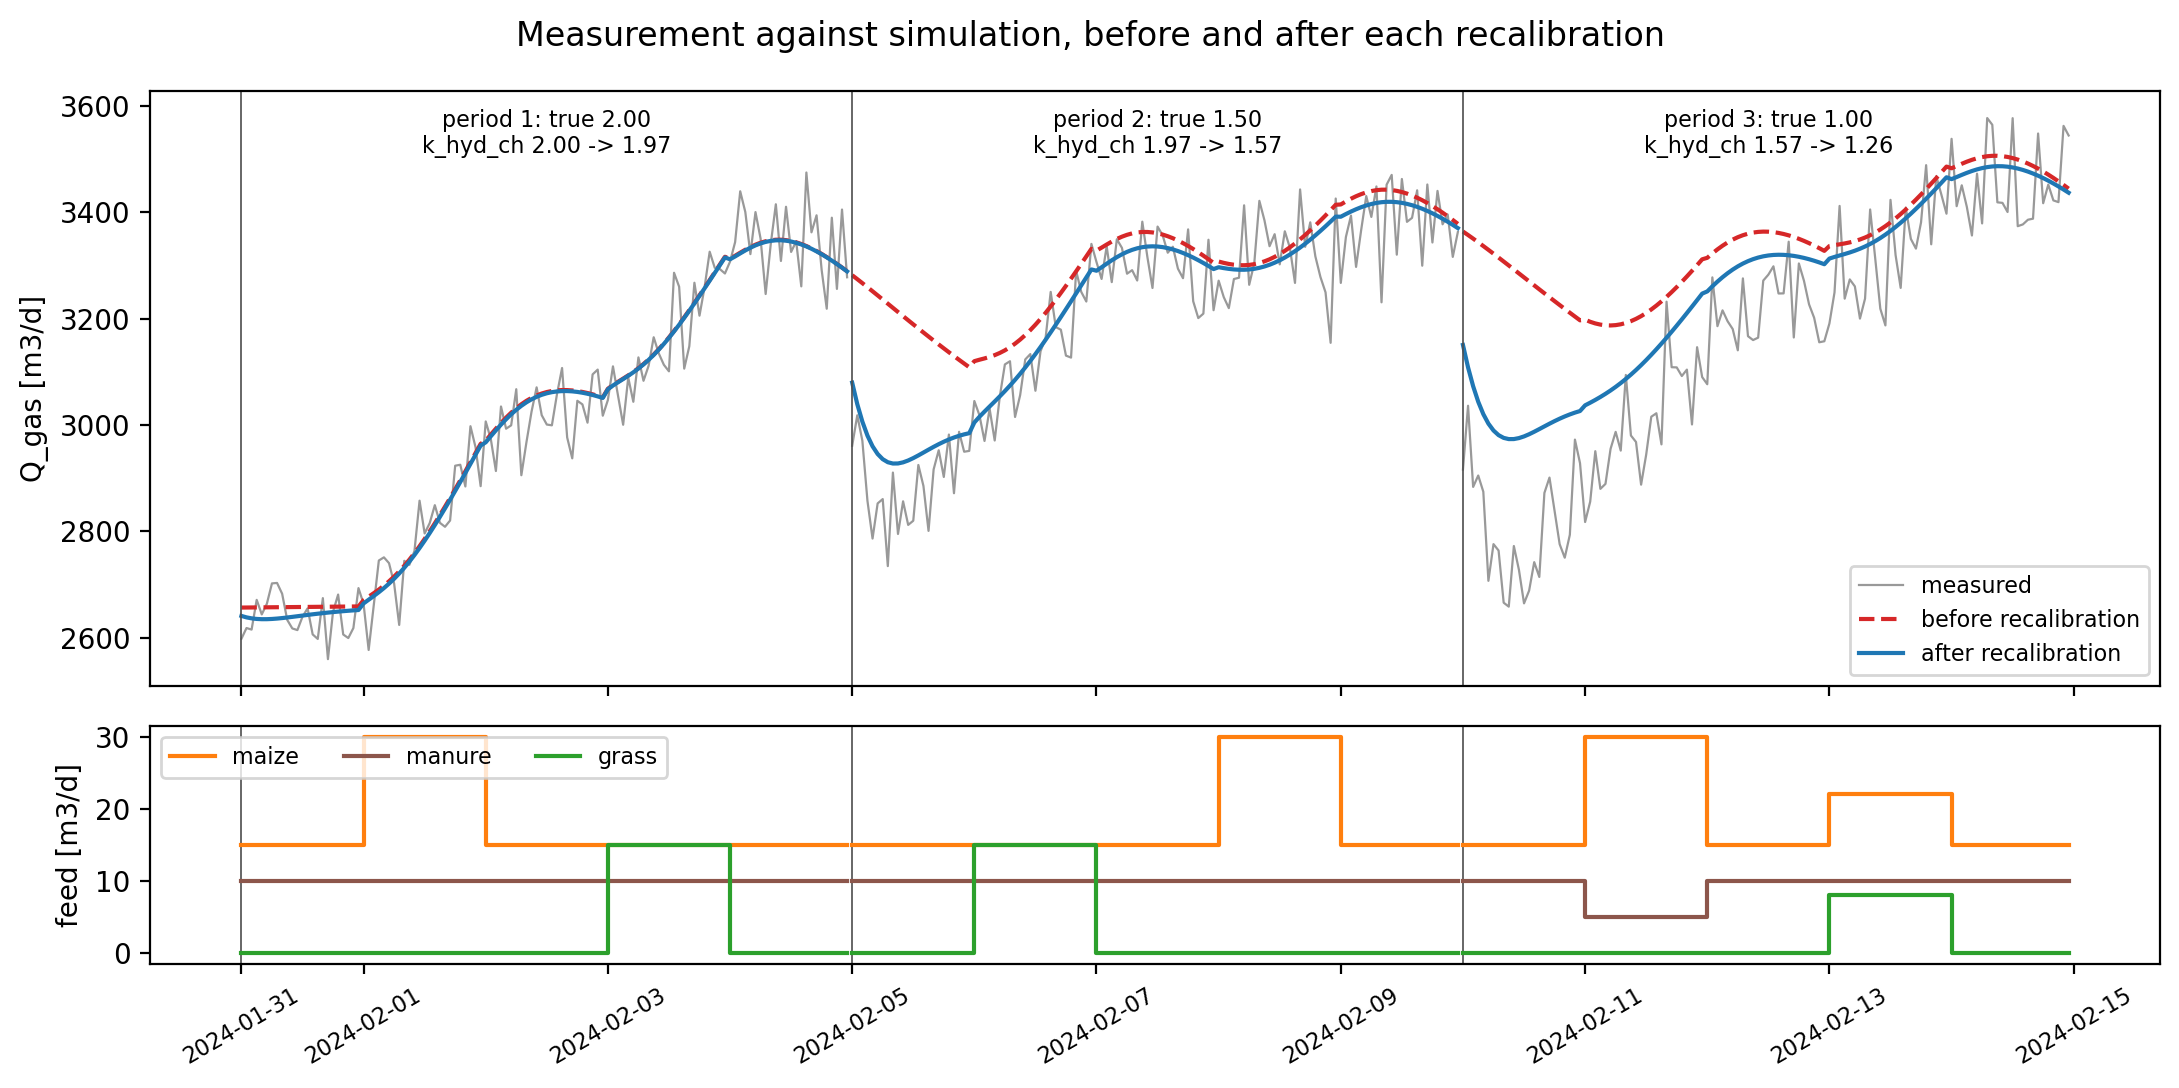 Measurement against simulation, before and after each recalibration
Q_gas [m3/d]
3600
3400
3200
3000
2800
2600
period 1: true 2.00
k_hyd_ch 2.00 -> 1.97
period 2: true 1.50
k_hyd_ch 1.97 -> 1.57
period 3: true 1.00
k_hyd_ch 1.57 -> 1.26
measured
before recalibration
after recalibration
feed [m3/d]
30
20
10
0
maize
manure
grass
2024-01-31
2024-02-01
2024-02-03
2024-02-05
2024-02-07
2024-02-09
2024-02-11
2024-02-13
2024-02-15